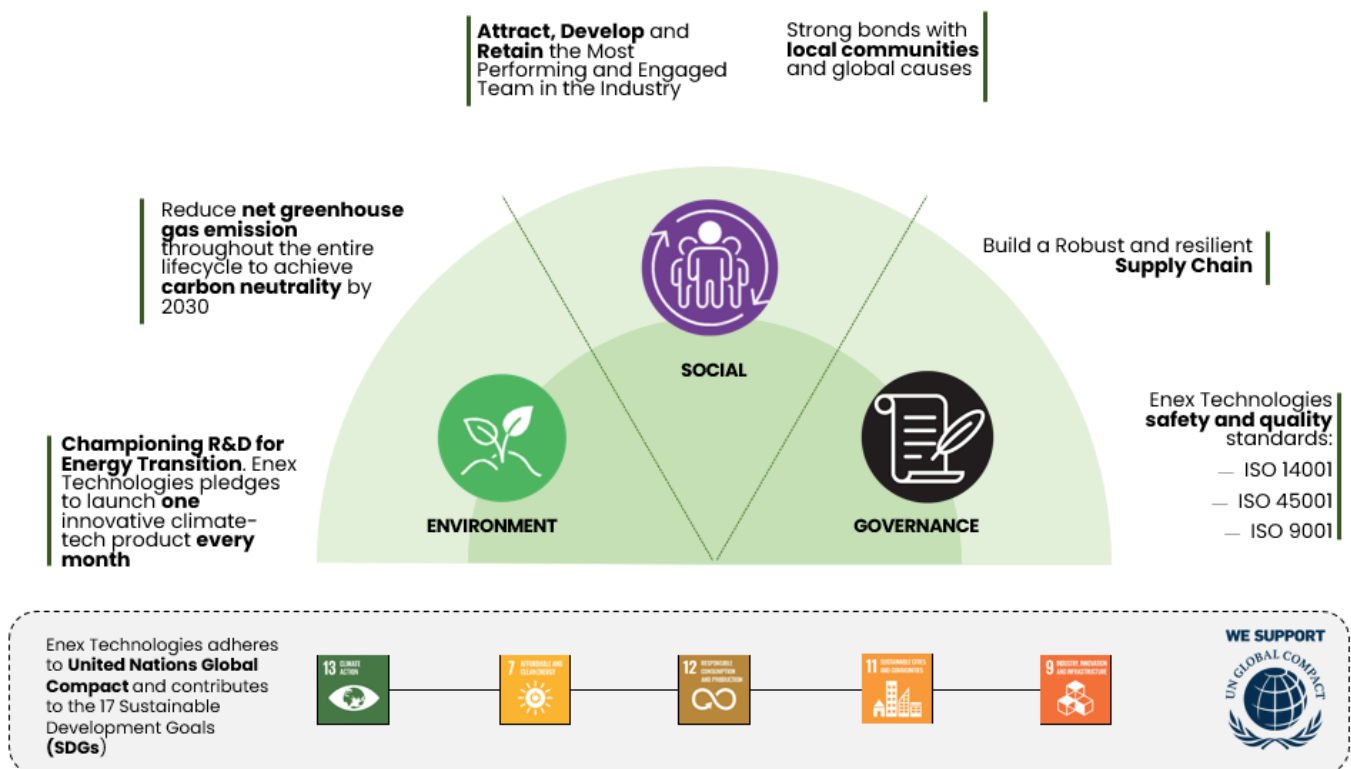 Attract, Develop and
Retain the Most
Performing and Engaged
Team in the Industry
Strong bonds with
local communities
and global causes
Reduce net greenhouse
gas emission
throughout the entire
lifecycle to achieve
carbon neutrality by
2030
Build a Robust and resilient
Supply Chain
SOCIAL
Championing R&D for
Energy Transition. Enex
Technologies pledges
to launch one
innovative climate-
tech product every
month
ENVIRONMENT
GOVERNANCE
Enex Technologies
safety and quality
standards:
— ISO 14001
— ISO 45001
— ISO 9001
Enex Technologies adheres
to United Nations Global
Compact and contributes
to the 17 Sustainable
Development Goals
(SDGs)
13 CLIMATE
ACTION
7 AFFORDABLE AND
CLEAN ENERGY
12 RESPONSIBLE
CONSUMPTION
AND PRODUCTION
11 SUSTAINABLE CITIES
AND COMMUNITIES
9 INDUSTRY, INNOVATION
AND INFRASTRUCTURE
WE SUPPORT
UN GLOBAL COMPACT